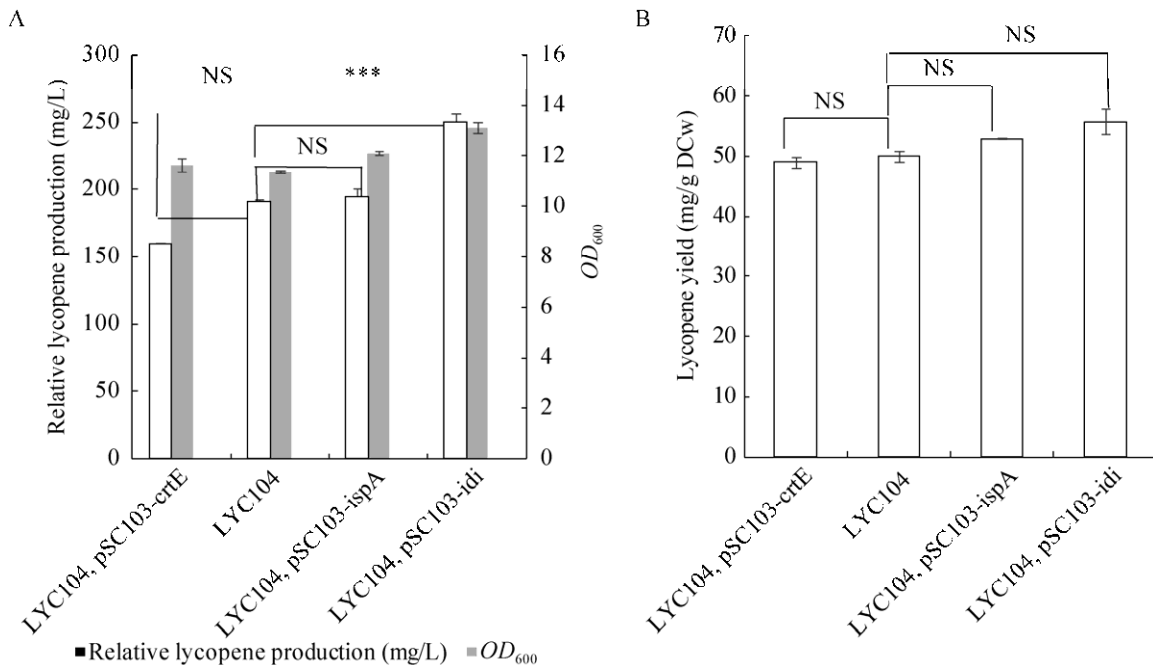 A
Relative lycopene production (mg/L)
300
250
200
150
100
50
0
NS
***
NS
16
14
12
10
8
6
4
2
0
OD600
LYC104, pSC103-crtE
LYC104
LYC104, pSC103-ispA
LYC104, pSC103-idi
Relative lycopene production (mg/L) OD600
B
Lycopene yield (mg/g DCw)
70
60
50
40
30
20
10
0
NS
NS
NS
LYC104, pSC103-crtE
LYC104
LYC104, pSC103-ispA
LYC104, pSC103-idi